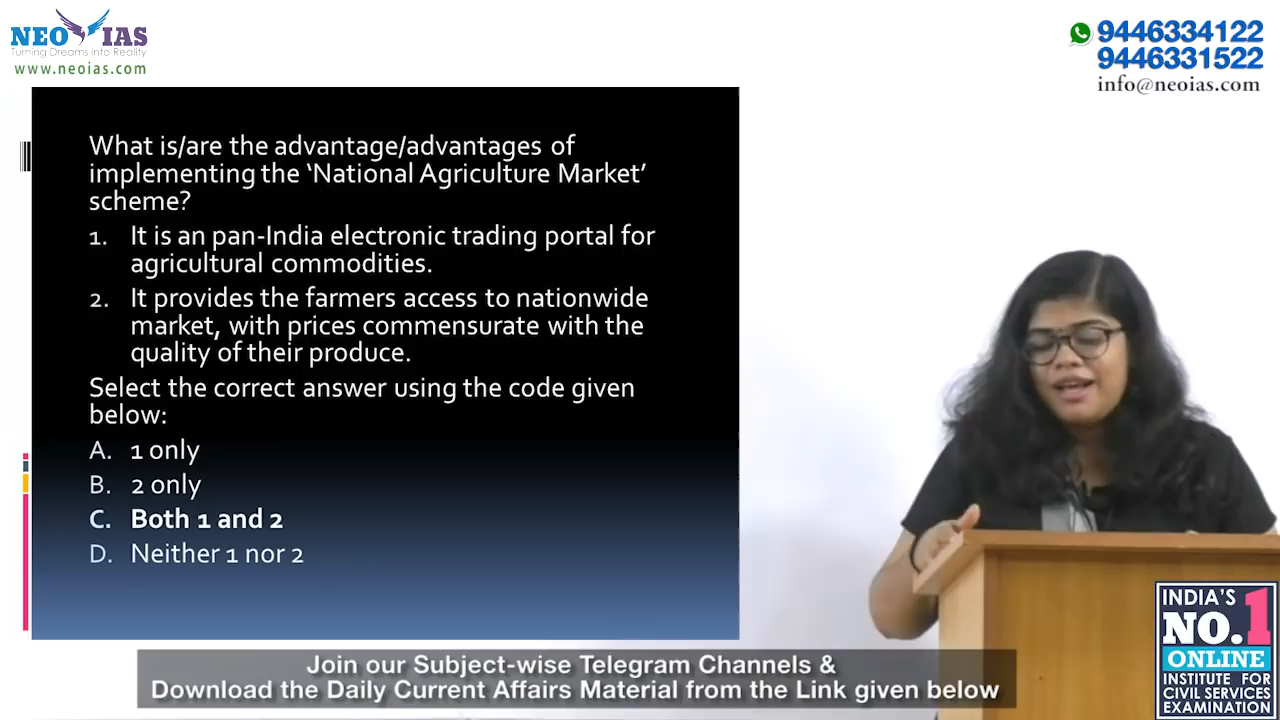 NEO IAS
Turning Dreams into Reality
www.neoias.com
9446334122
9446331522
info@neoias.com
What is/are the advantage/advantages of
implementing the ‘National Agriculture Market’
scheme?
1. It is an pan-India electronic trading portal for
agricultural commodities.
2. It provides the farmers access to nationwide
market, with prices commensurate with the
quality of their produce.
Select the correct answer using the code given
below:
A. 1 only
B. 2 only
C. Both 1 and 2
D. Neither 1 nor 2
INDIA'S
NO.1
ONLINE
INSTITUTE FOR
CIVIL SERVICES
EXAMINATION
Join our Subject-wise Telegram Channels &
Download the Daily Current Affairs Material from the Link given below